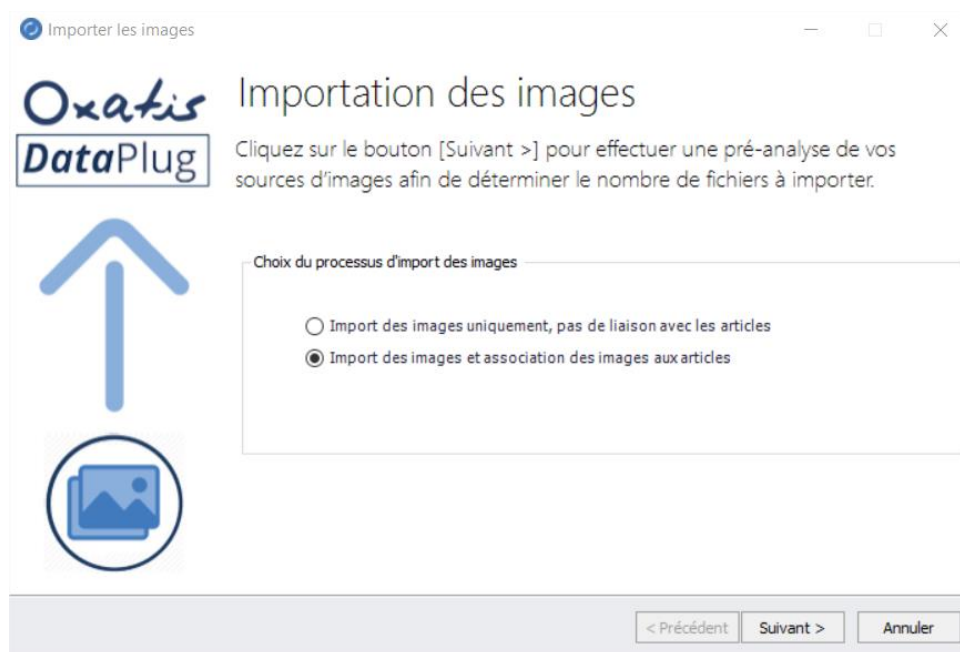 Importer les images
Oxatis
DataPlug
Importation des images
Cliquez sur le bouton [Suivant >] pour effectuer une pré-analyse de vos
sources d'images afin de déterminer le nombre de fichiers à importer.
Choix du processus d'import des images
Import des images uniquement, pas de liaison avec les articles
Import des images et association des images aux articles
< Précédent
Suivant >
Annuler